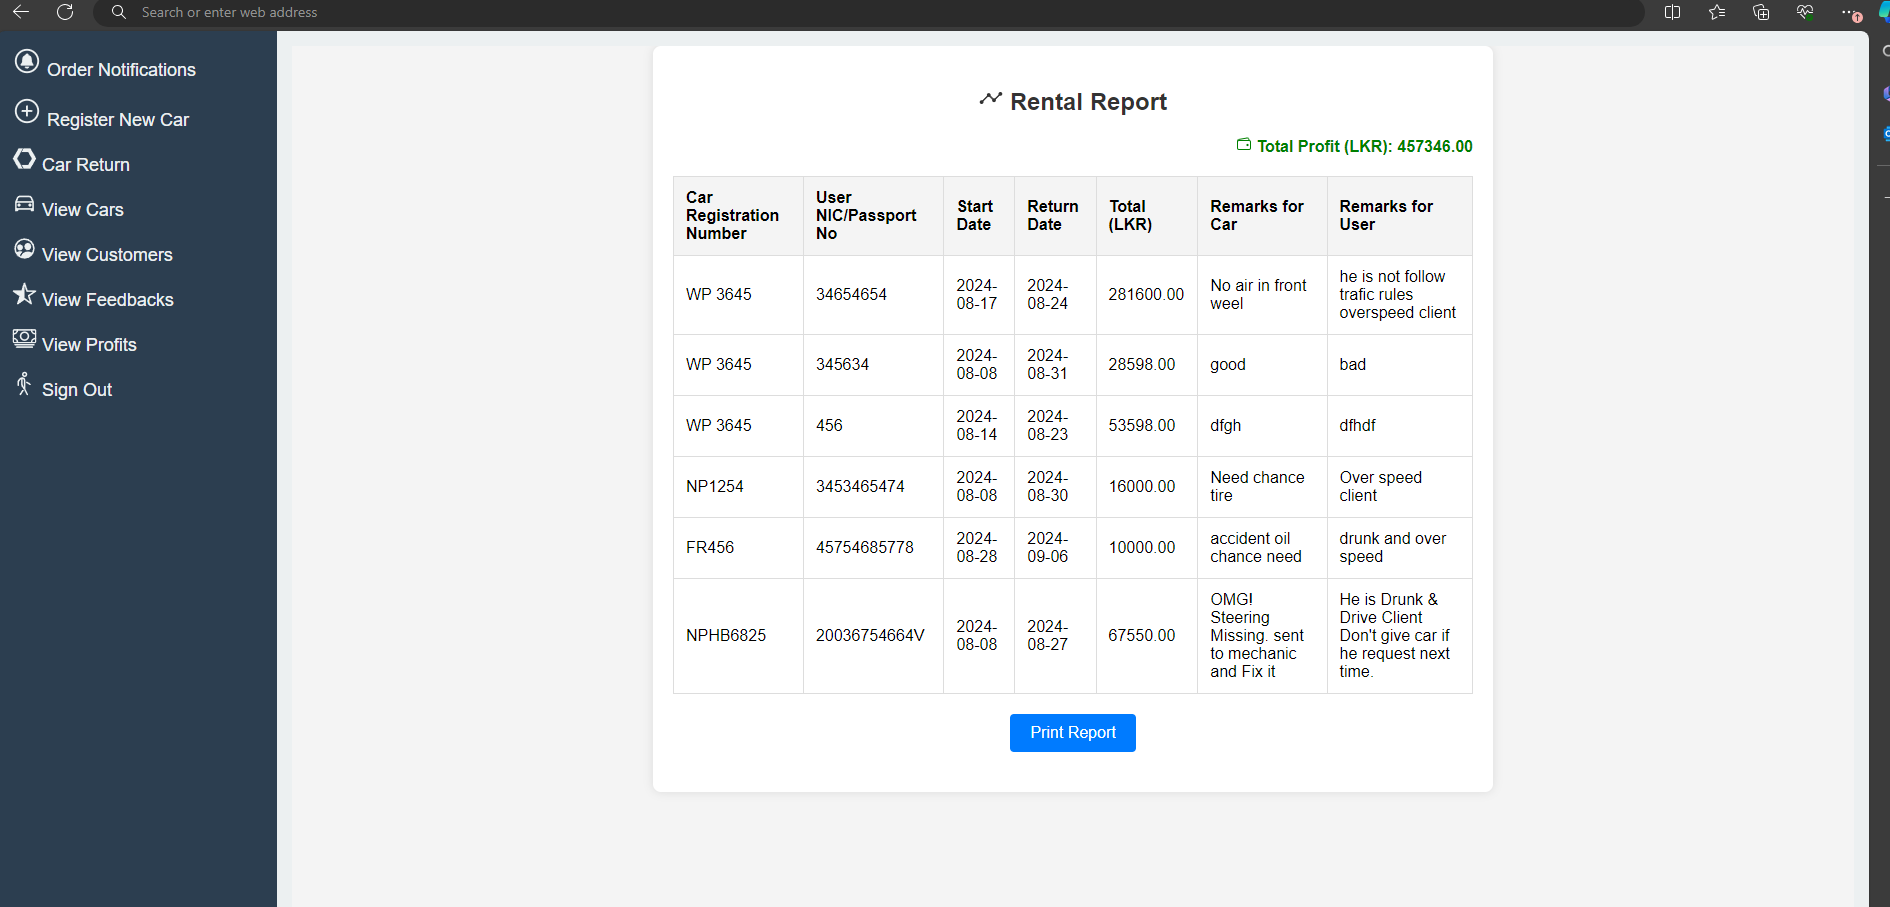 Search or enter web address
Order Notifications
Register New Car
Car Return
View Cars
View Customers
View Feedbacks
View Profits
Sign Out
Rental Report
Total Profit (LKR): 457346.00
Car
Registration
Number
User
NIC/Passport
No
Start
Date
Return
Date
Total
(LKR)
Remarks for
Car
Remarks for
User
WP 3645
34654654
2024-
08-17
2024-
08-24
281600.00
No air in front
weel
he is not follow
trafic rules
overspeed client
WP 3645
345634
2024-
08-08
2024-
08-31
28598.00
good
bad
WP 3645
456
2024-
08-14
2024-
08-23
53598.00
dfgh
dfhdf
NP1254
3453465474
2024-
08-08
2024-
08-30
16000.00
Need chance
tire
Over speed
client
FR456
45754685778
2024-
08-28
2024-
09-06
10000.00
accident oil
chance need
drunk and over
speed
NPHB6825
20036754664V
2024-
08-08
2024-
08-27
67550.00
OMG!
Steering
Missing. sent
to mechanic
and Fix it
He is Drunk &
Drive Client
Don't give car if
he request next
time.
Print Report